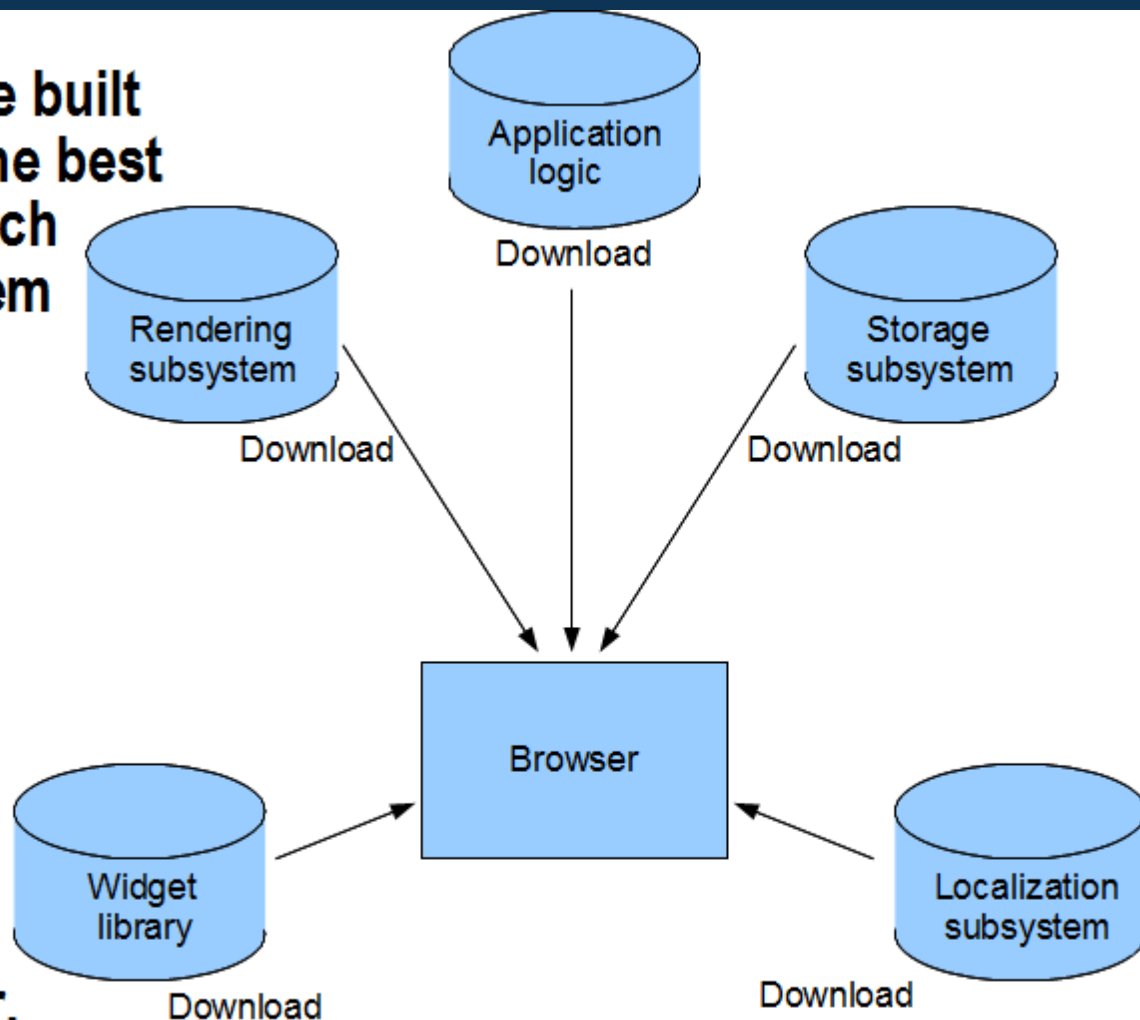 e built
ne best
ch
em
Application
logic
Download
Rendering
subsystem
Download
Storage
subsystem
Download
Browser
Widget
library
Download
Localization
subsystem
Download
r.